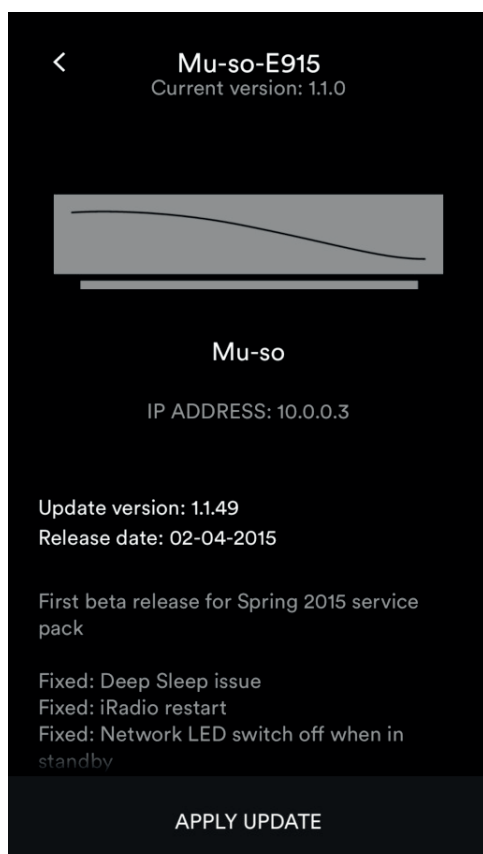 Mu-so-E915
Current version: 1.1.0
Mu-so
IP ADDRESS: 10.0.0.3
Update version: 1.1.49
Release date: 02-04-2015
First beta release for Spring 2015 service
pack
Fixed: Deep Sleep issue
Fixed: iRadio restart
Fixed: Network LED switch off when in
standby
APPLY UPDATE